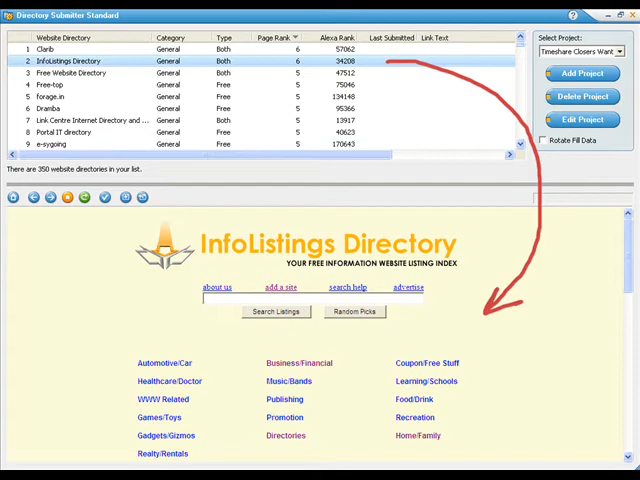 Directory Submitter Standard
Website Directory Category Type Page Rank Alexa Rank Last Submitted Link Text
1 Clarib General Both 6 57062
2 InfoListings Directory General Both 6 34208
3 Free Website Directory General Both 5 47512
4 Free-top General Free 5 75046
5 forage.in General Free 5 134148
6 Dramba General Free 5 95366
7 Link Centre Internet Directory and ... General Both 5 13917
8 Portal IT directory General Free 5 40623
9 e-sygoing General Free 5 170643
Select Project:
Timeshare Closers Want
Add Project
Delete Project
Edit Project
Rotate Fill Data
There are 350 website directories in your list.
InfoListings Directory
YOUR FREE INFORMATION WEBSITE LISTING INDEX
about us add a site search help advertise
Search Listings Random Picks
Automotive/Car Business/Financial Coupon/Free Stuff
Healthcare/Doctor Music/Bands Learning/Schools
WWW Related Publishing Food/Drink
Games/Toys Promotion Recreation
Gadgets/Gizmos Directories Home/Family
Realty/Rentals